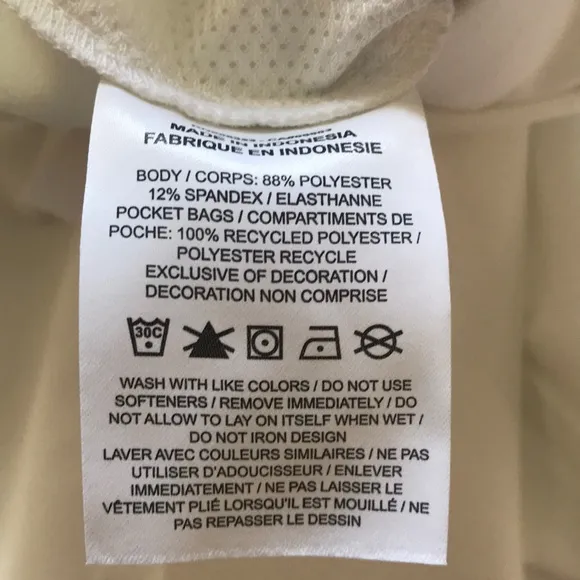 MADE IN INDONESIA
FABRIQUE EN INDONESIE
BODY / CORPS: 88% POLYESTER
12% SPANDEX / ELASTHANNE
POCKET BAGS / COMPARTIMENTS DE
POCHE: 100% RECYCLED POLYESTER /
POLYESTER RECYCLE
EXCLUSIVE OF DECORATION /
DECORATION NON COMPRISE
30C
WASH WITH LIKE COLORS / DO NOT USE
SOFTENERS / REMOVE IMMEDIATELY / DO
NOT ALLOW TO LAY ON ITSELF WHEN WET /
DO NOT IRON DESIGN
LAVER AVEC COULEURS SIMILAIRES / NE PAS
UTILISER D'ADOUCISSEUR / ENLEVER
IMMEDIATEMENT / NE PAS LAISSER LE
VÊTEMENT PLIÉ LORSQU'IL EST MOUILLÉ / NE
PAS REPASSER LE DESSIN